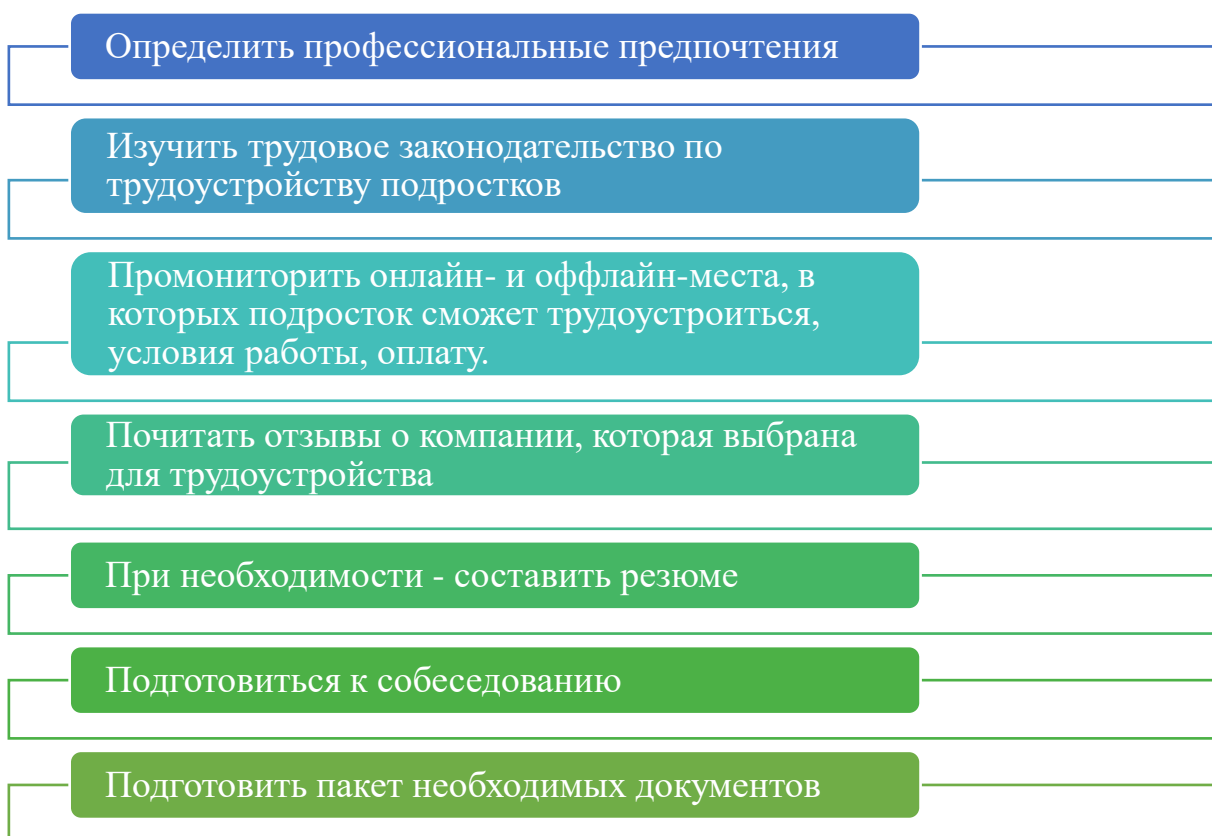 Определить профессиональные предпочтения
Изучить трудовое законодательство по
трудоустройству подростков
Промониторить онлайн- и оффлайн-места, в
которых подросток сможет трудоустроиться,
условия работы, оплату.
Почитать отзывы о компании, которая выбрана
для трудоустройства
При необходимости - составить резюме
Подготовиться к собеседованию
Подготовить пакет необходимых документов